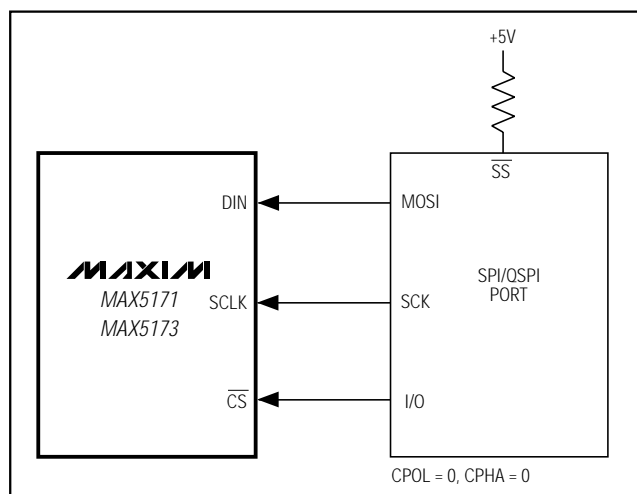 +5V
SS
DIN
MOSI
MAXIM
MAX5171
MAX5173
SCLK
SCK
SPI/QSPI
PORT
CS
I/O
CPOL = 0, CPHA = 0